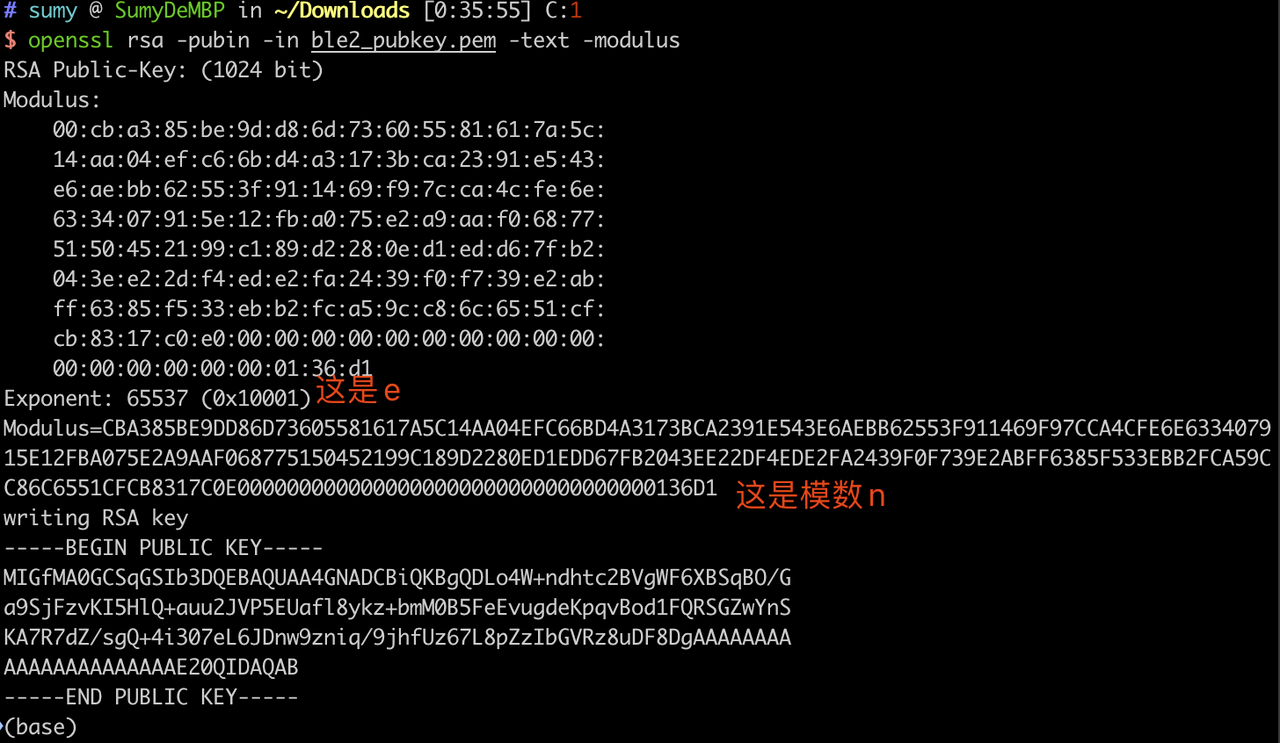 # sumy @ SumyDeMBP in ~/Downloads [0:35:55] C:1
$ openssl rsa -pubin -in ble2_pubkey.pem -text -modulus
RSA Public-Key: (1024 bit)
Modulus:
00:cb:a3:85:be:9d:d8:6d:73:60:55:81:61:7a:5c:
14:aa:04:ef:c6:6b:d4:a3:17:3b:ca:23:91:e5:43:
e6:ae:bb:62:55:3f:91:14:69:f9:7c:ca:4c:fe:6e:
63:34:07:91:5e:12:fb:a0:75:e2:a9:aa:f0:68:77:
51:50:45:21:99:c1:89:d2:28:0e:d1:ed:d6:7f:b2:
04:3e:e2:2d:f4:ed:e2:fa:24:39:f0:f7:39:e2:ab:
ff:63:85:f5:33:eb:b2:fc:a5:9c:c8:6c:65:51:cf:
cb:83:17:c0:e0:00:00:00:00:00:00:00:00:00:00:
00:00:00:00:00:00:01:36:d1
Exponent: 65537 (0x10001) 这是e
Modulus=CBA385BE9DD86D73605581617A5C14AA04EFC66BD4A3173BCA2391E543E6AEBB62553F911469F97CCA4CFE6E6334079
15E12FBA075E2A9AAF068775150452199C189D2280ED1EDD67FB2043EE22DF4EDE2FA2439F0F739E2ABFF6385F533EBB2FCA59C
C86C6551CFCB8317C0E00000000000000000000000000000000000136D1 这是模数n
writing RSA key
-----BEGIN PUBLIC KEY-----
MIGfMA0GCSqGSIb3DQEBAQUAA4GNADCBiQKBgQDLo4W+ndhtc2BVgWF6XBSqBO/G
a9SjFzvKI5HlQ+auu2JVP5EUafl8ykz+bmM0B5FeEvugdeKpqvBod1FQRSGZwYnS
KA7R7dZ/sgQ+4i307eL6JDnw9zniq/9jhfUz67L8pZzIbGVRz8uDF8DgAAAAAAAA
AAAAAAAAAAAAAAE20QIDAQAB
-----END PUBLIC KEY-----
(base)